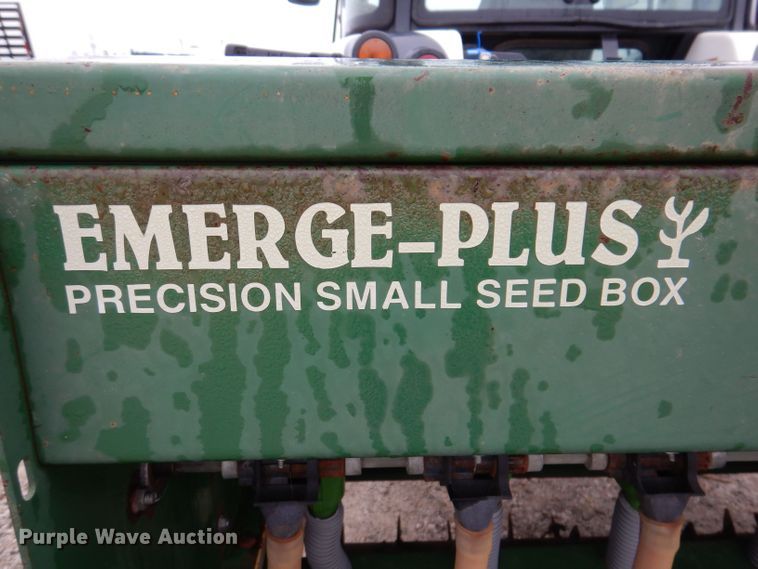 EMERGE-PLUS
PRECISION SMALL SEED BOX
Purple Wave Auction